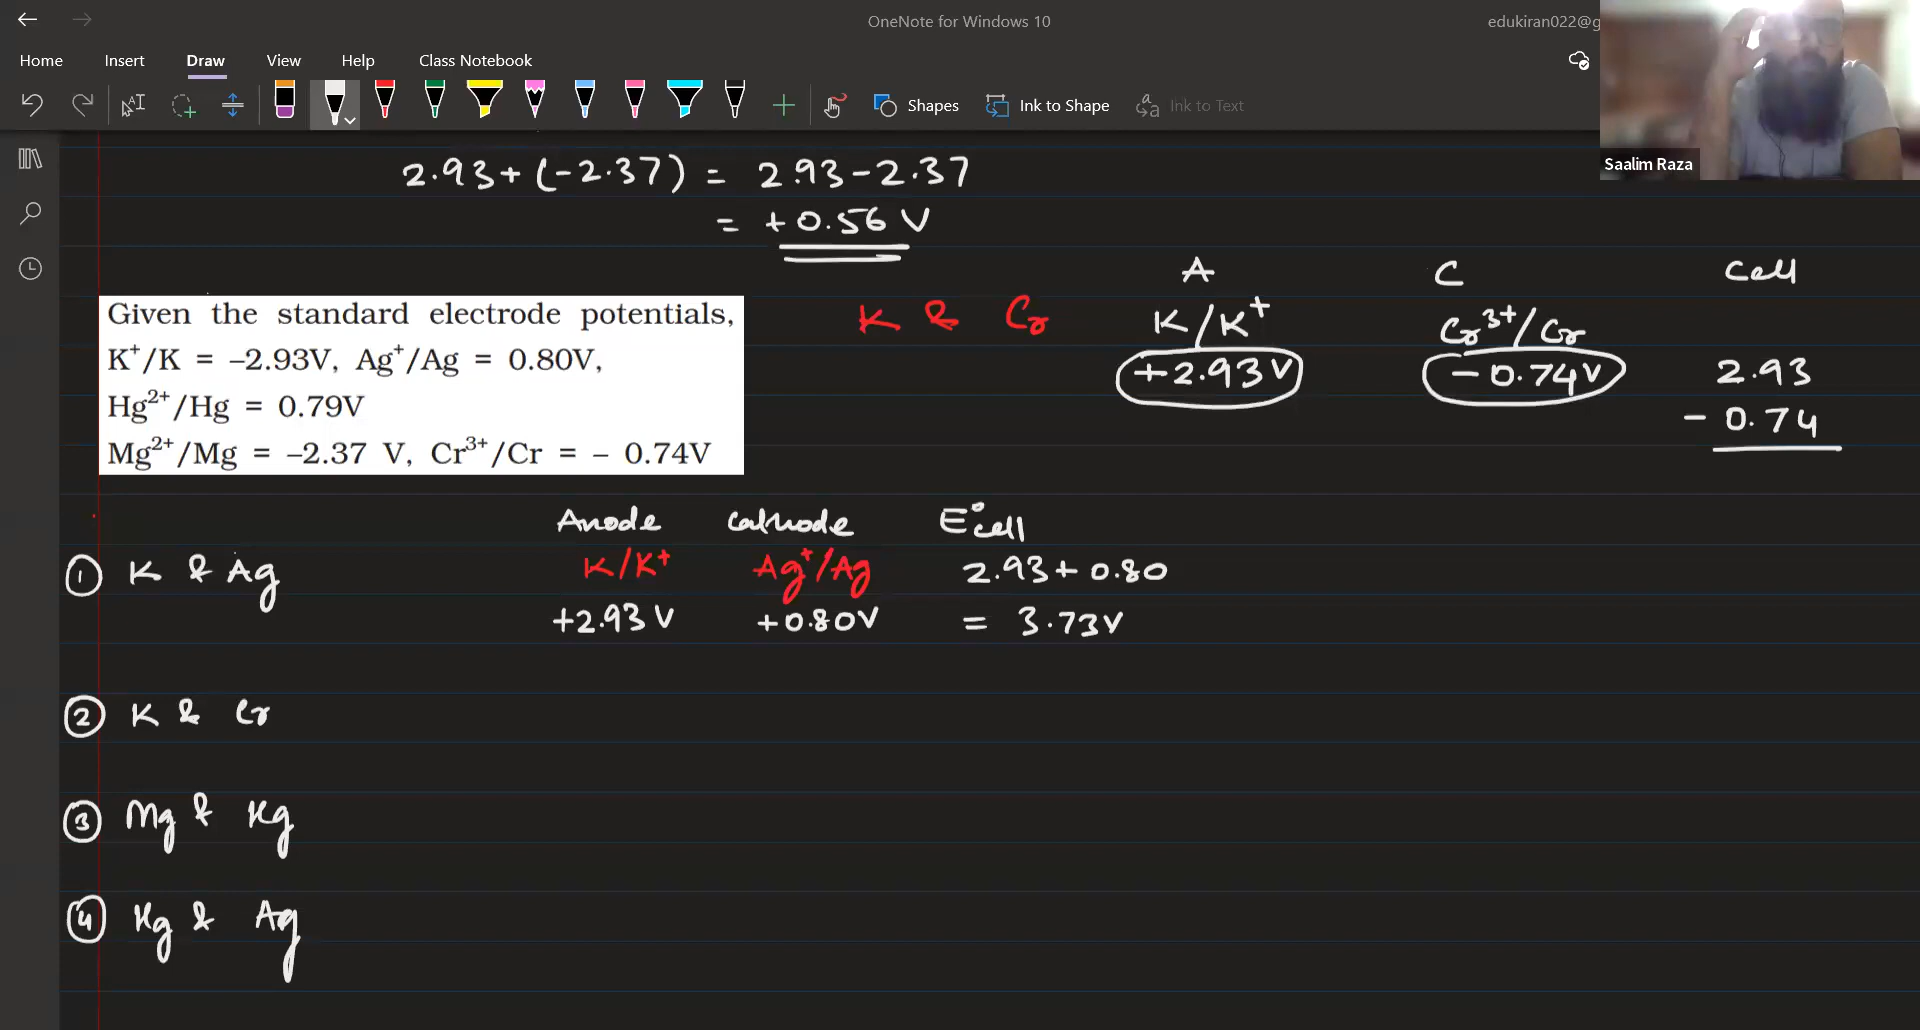 OneNote for Windows 10
edukiran022@g
Home Insert Draw View Help Class Notebook
Shapes Ink to Shape Ink to Text
Saalim Raza
2.93+(-2.37) = 2.93-2.37
= +0.56 V
A C Cell
K & Cr K/K⁺ Cr³⁺/Cr
+2.93V -0.74V 2.93
- 0.74
Given the standard electrode potentials,
K⁺/K = –2.93V, Ag⁺/Ag = 0.80V,
Hg²⁺/Hg = 0.79V
Mg²⁺/Mg = –2.37 V, Cr³⁺/Cr = – 0.74V
Anode Cathode E°cell
① K & Ag K/K⁺ Ag⁺/Ag 2.93+ 0.80
+2.93 V +0.80V = 3.73V
② K & Cr
③ Mg & Hg
④ Hg & Ag